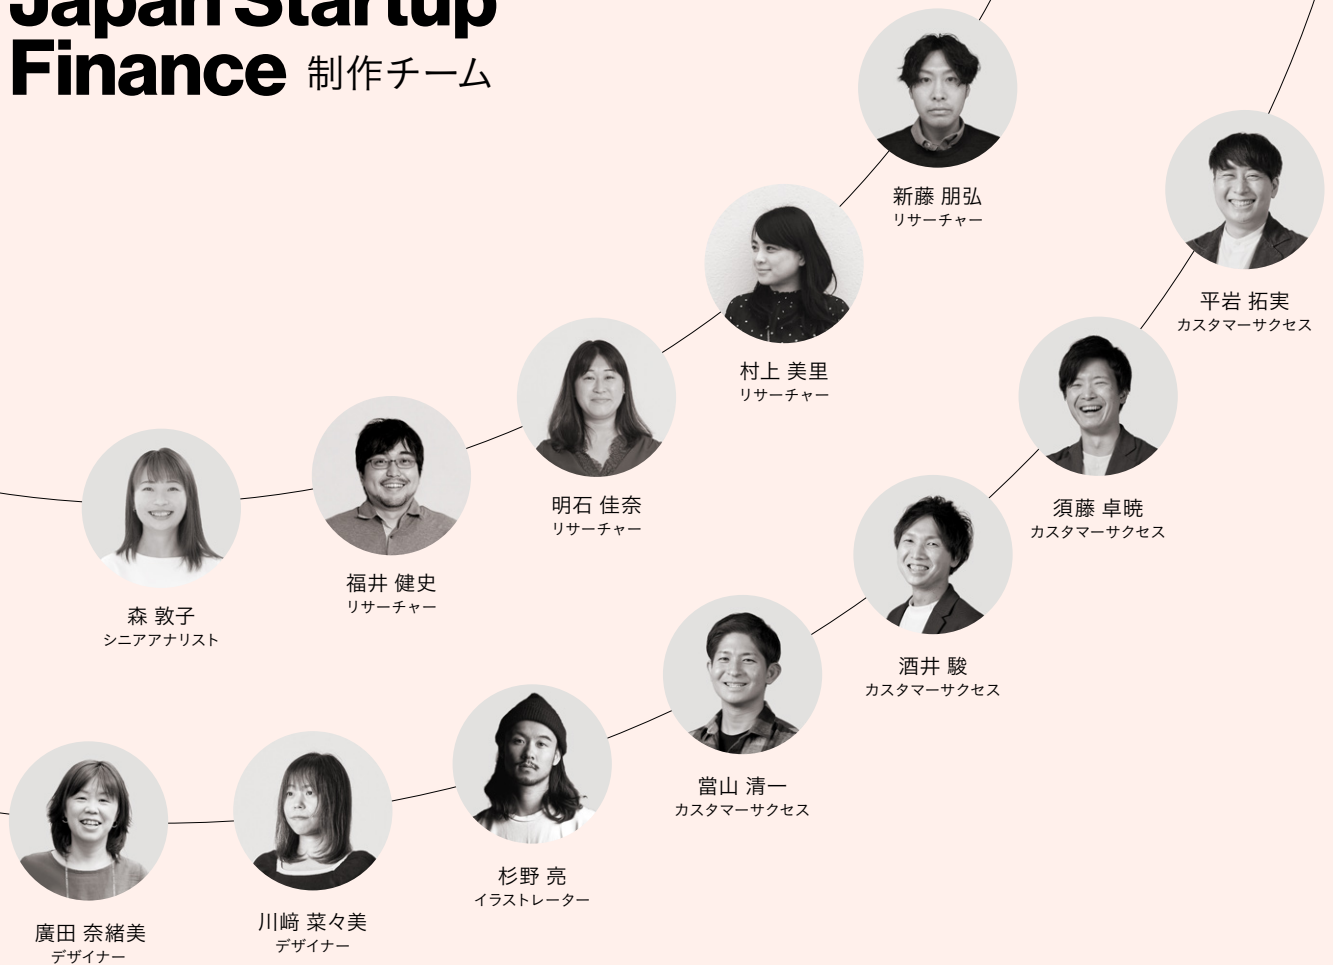 Japan Startup
Finance 制作チーム
新藤 朋弘
リサーチャー
平岩 拓実
カスタマーサクセス
村上 美里
リサーチャー
明石 佳奈
リサーチャー
須藤 卓暁
カスタマーサクセス
福井 健史
リサーチャー
森 敦子
シニアアナリスト
酒井 駿
カスタマーサクセス
當山 清一
カスタマーサクセス
杉野 亮
イラストレーター
川﨑 菜々美
デザイナー
廣田 奈緒美
デザイナー